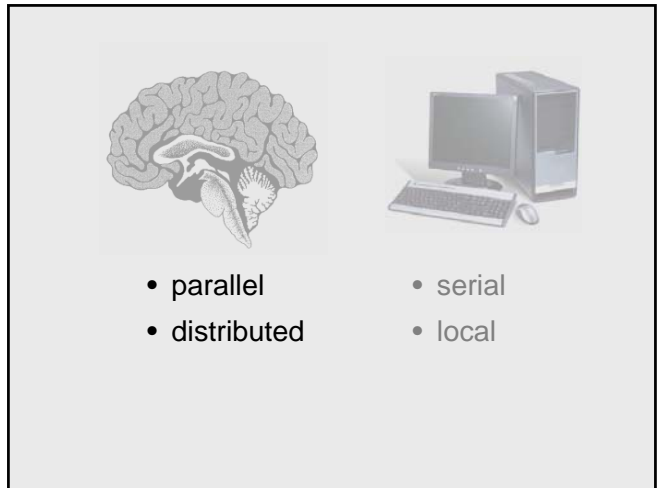 • parallel
• distributed
• serial
• local